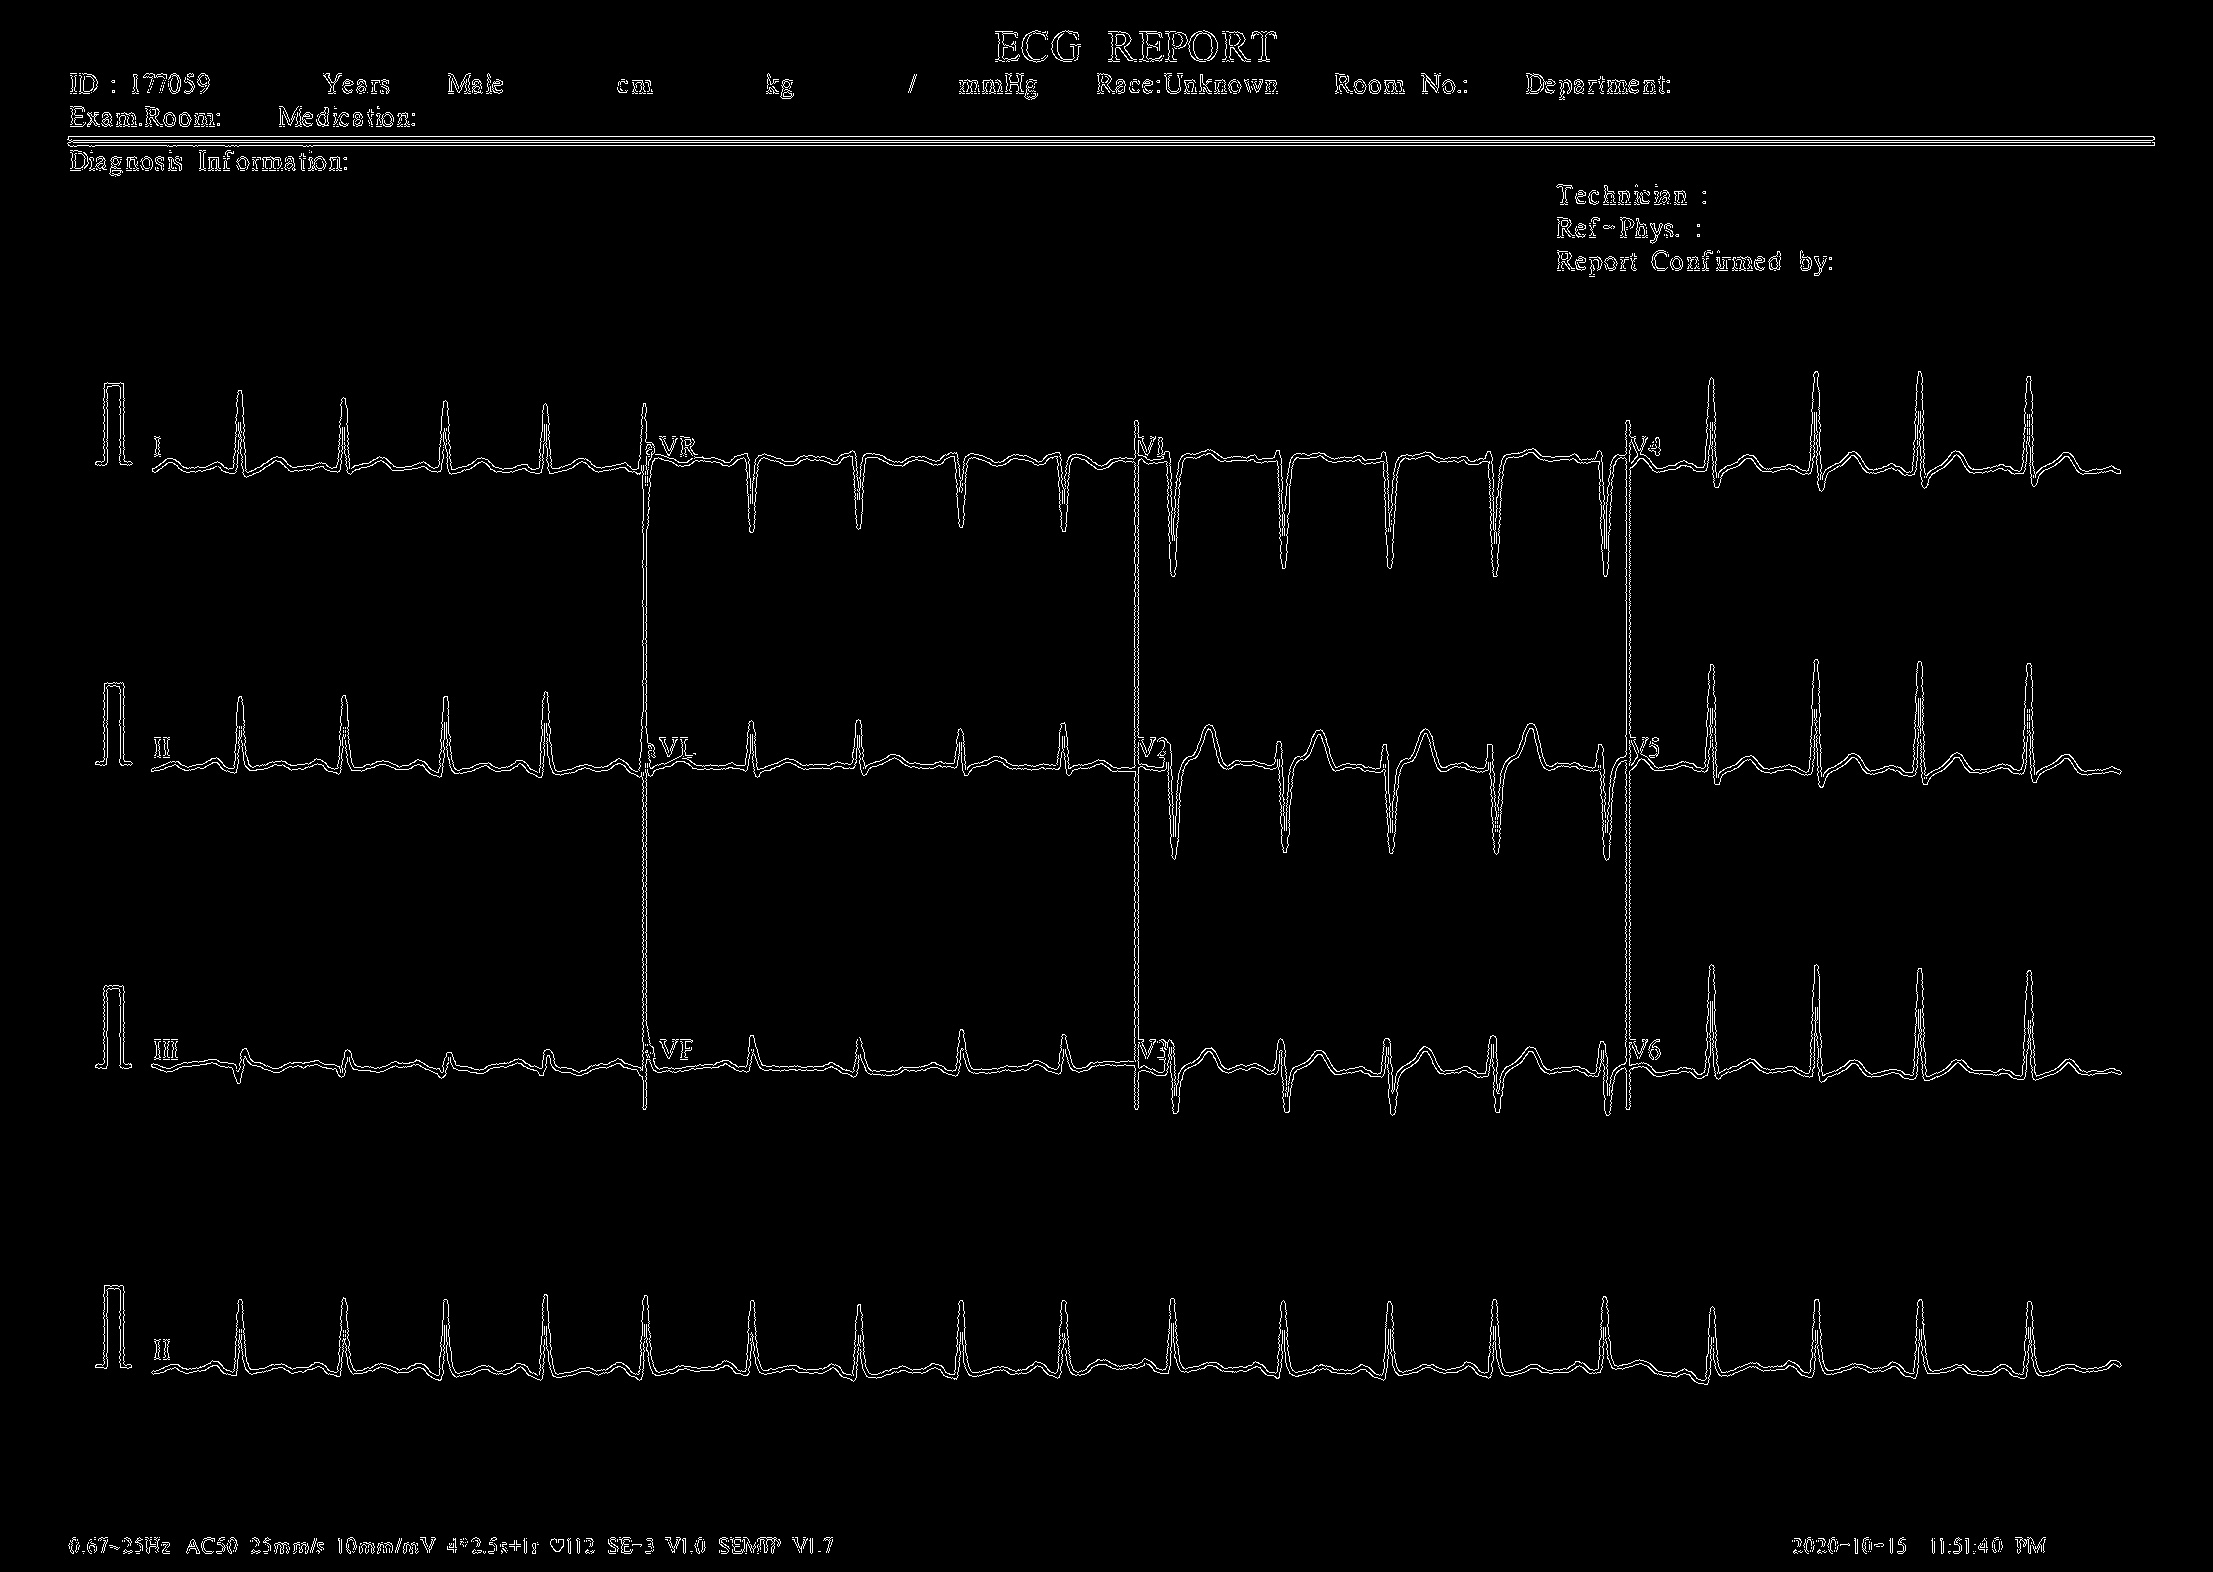 ECG REPORT
ID : 177059 Years Male cm kg / mmHg Race:Unknown Room No.: Department:
Exam.Room: Medication:
Diagnosis Information:
Technician :
Ref-Phys. :
Report Confirmed by:
I aVR V1 V4
II aVL V2 V5
III aVF V3 V6
II
0.67~25Hz AC50 25mm/s 10mm/mV 4*2.5s+1r ♡112 SE-3 V1.0 SEMIP V1.7
2020-10-15 11:51:40 PM